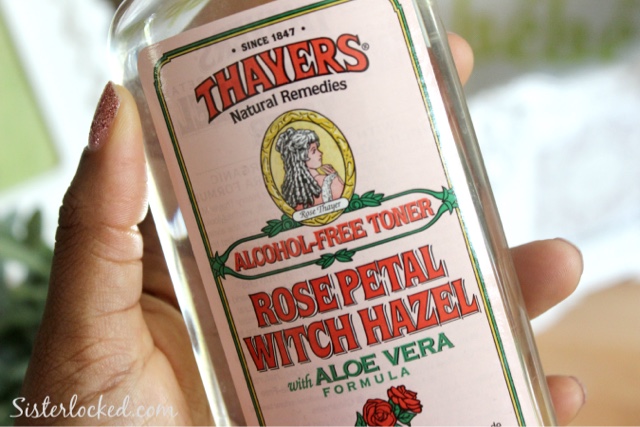 • SINCE 1847 •
THAYERS®
Natural Remedies
Rose Thayer
ALCOHOL-FREE TONER
ROSE PETAL
WITCH HAZEL
with ALOE VERA
FORMULA
Sisterlocked.com